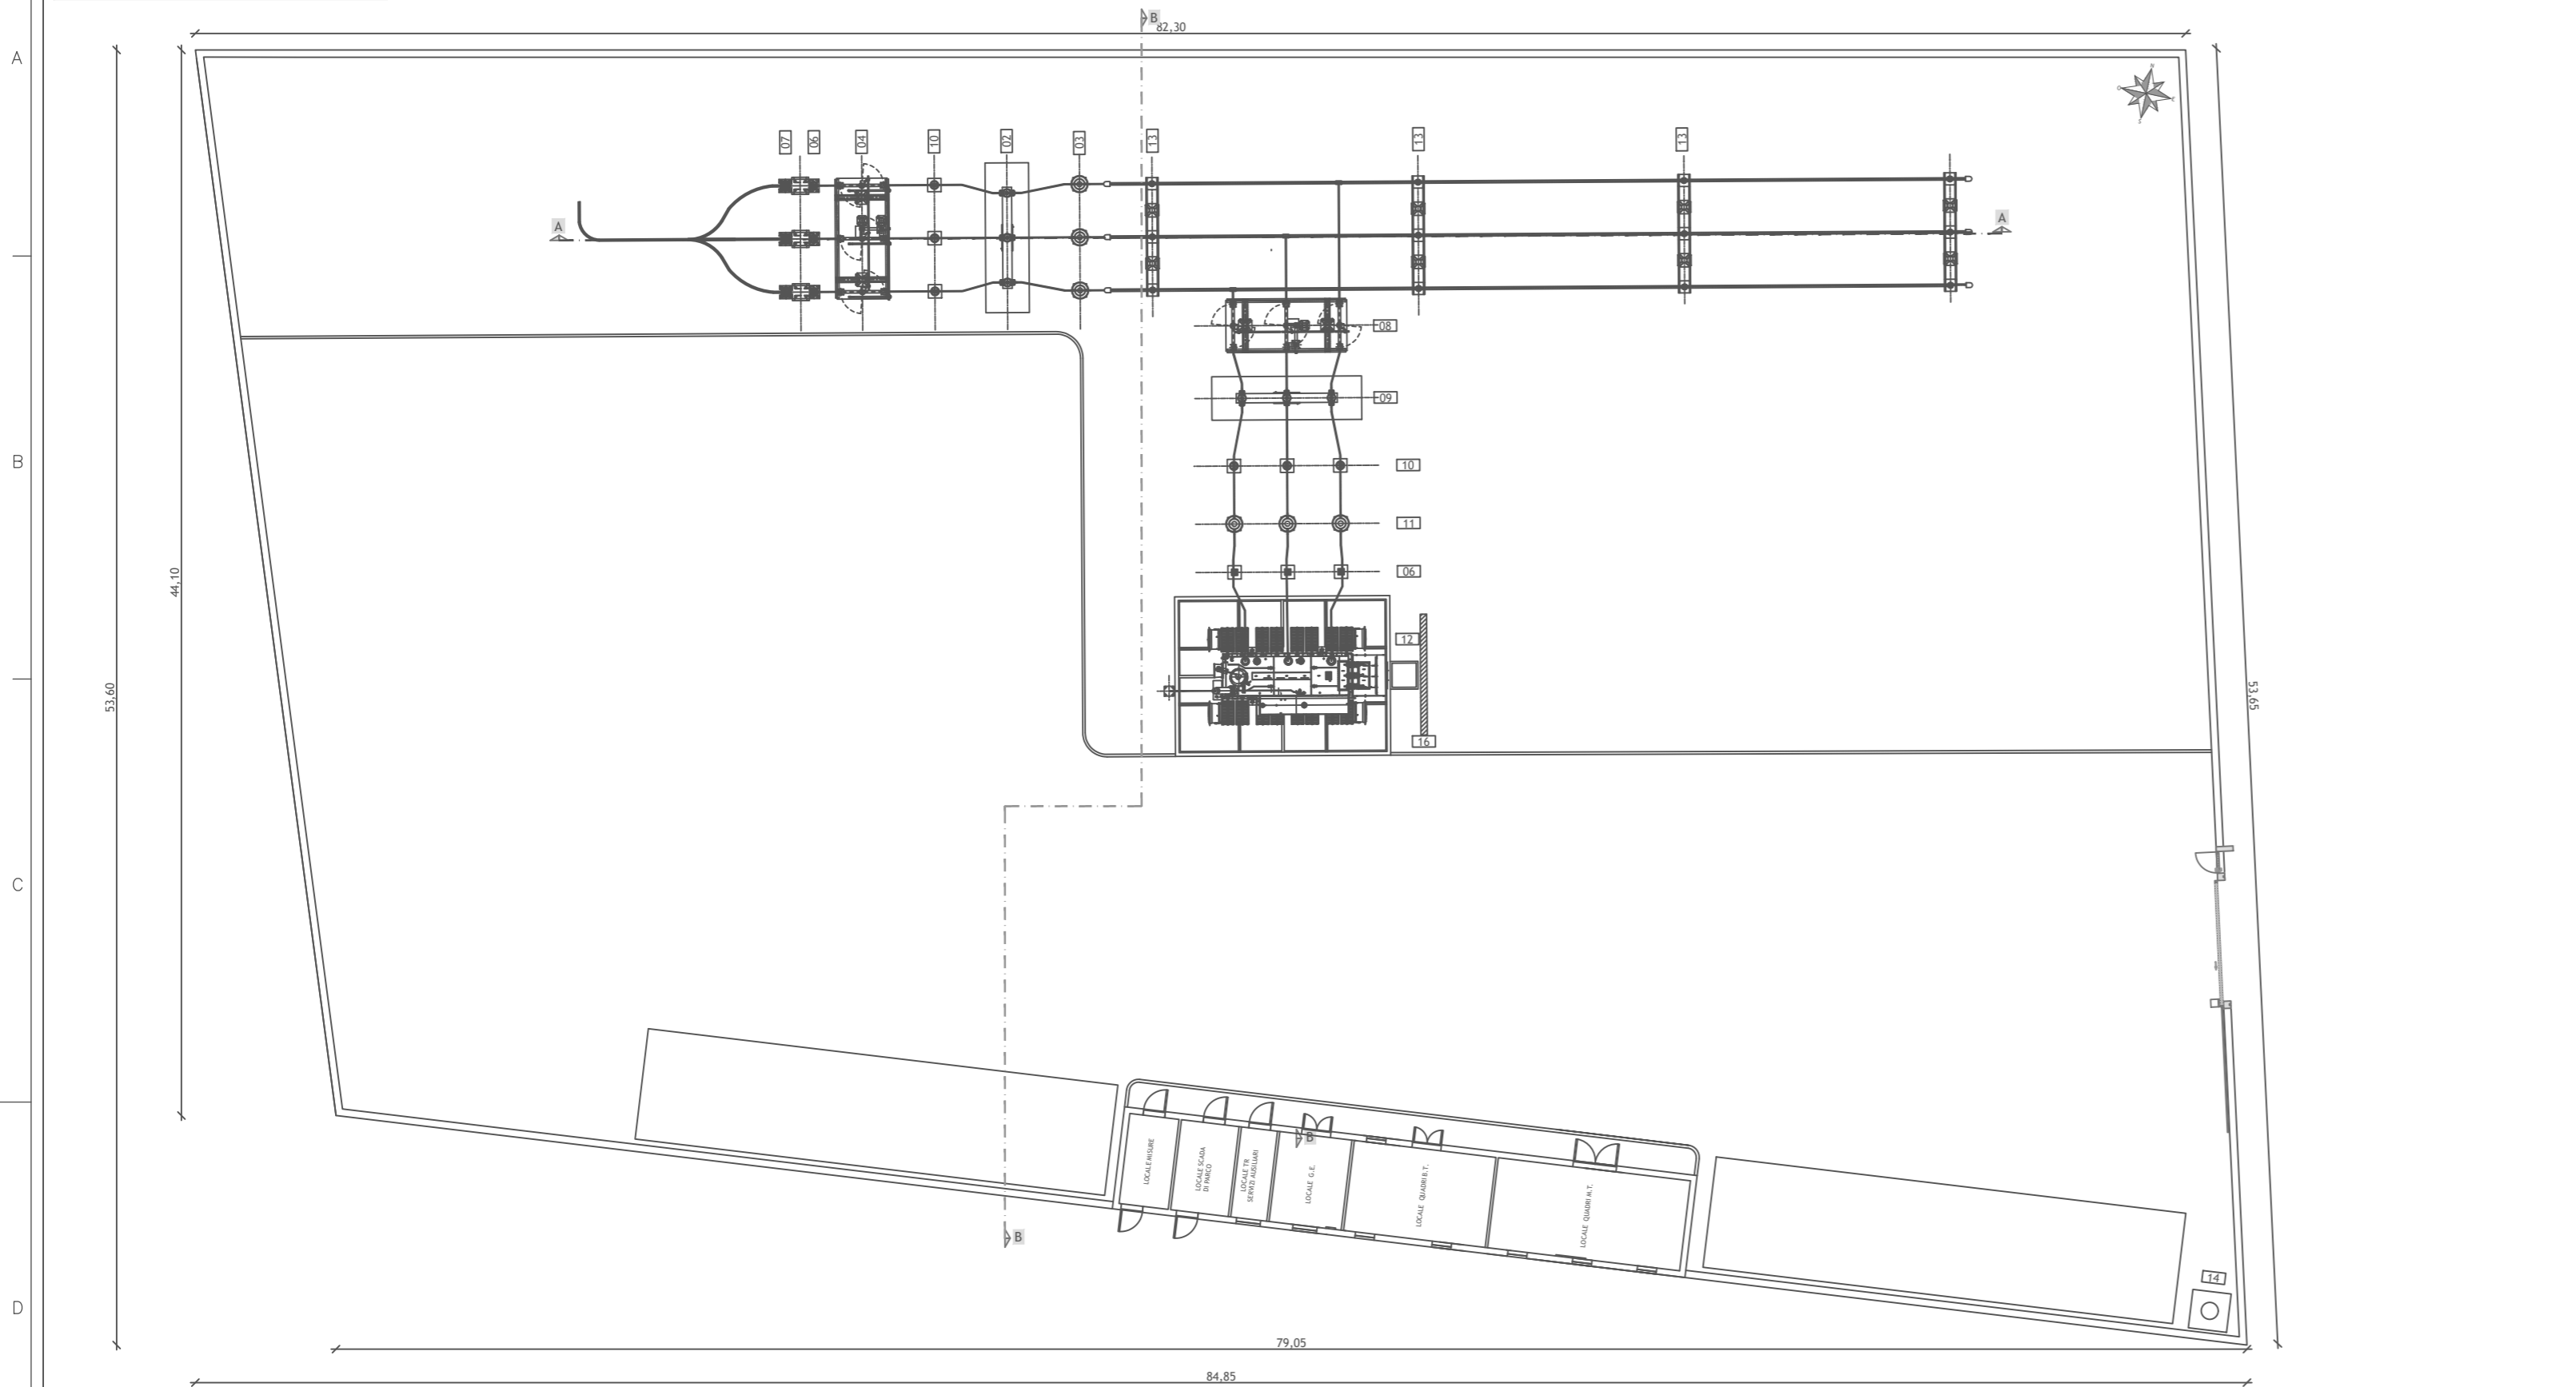 B
82,30
A
07
06
04
10
02
03
13
13
13
A
A
08
09
B
10
11
06
44,10
12
53,60
53,65
16
C
LOCALE MISURE
LOCALE SCADA
DI PARCO
LOCALE TR
SERVIZI AUSILIARI
LOCALE G.E.
B
LOCALE QUADRI B.T.
LOCALE QUADRI M.T.
B
14
D
79,05
84,85